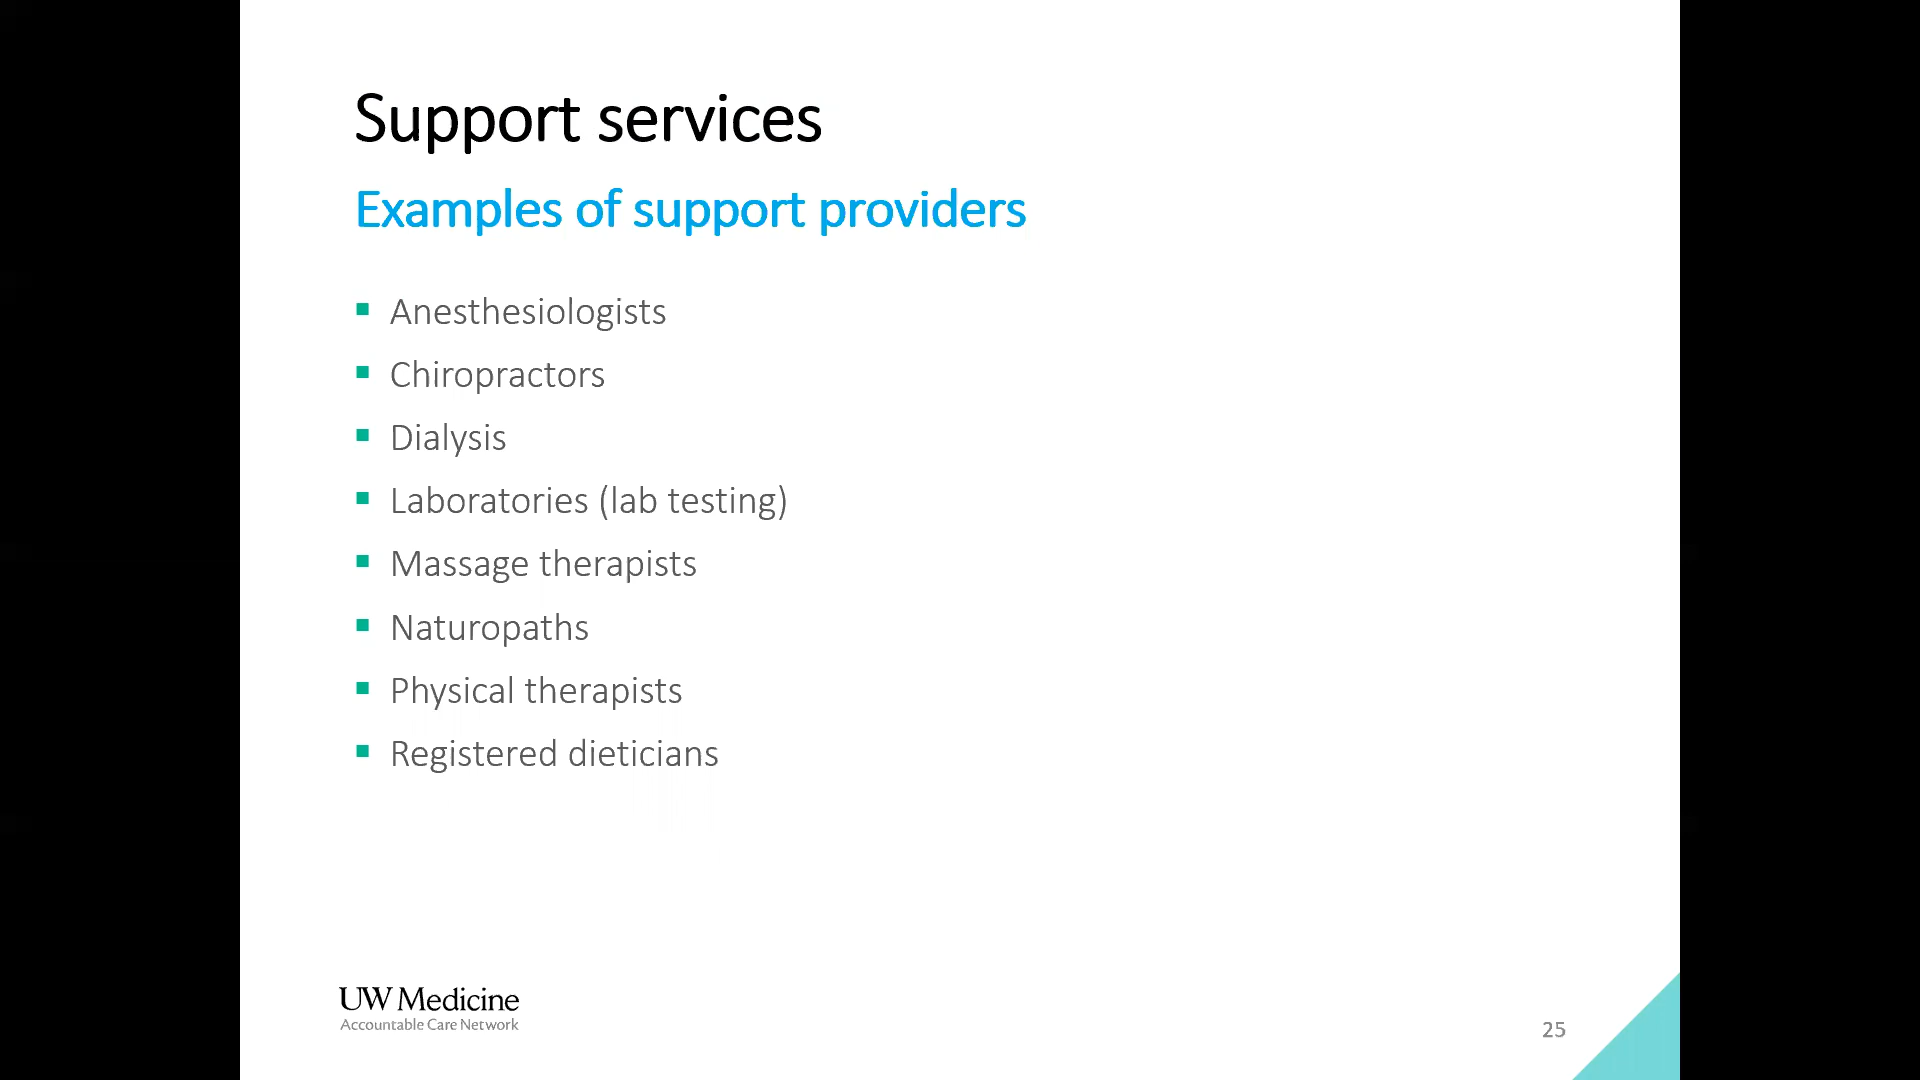 Support services
Examples of support providers
▪ Anesthesiologists
▪ Chiropractors
▪ Dialysis
▪ Laboratories (lab testing)
▪ Massage therapists
▪ Naturopaths
▪ Physical therapists
▪ Registered dieticians
UW Medicine
Accountable Care Network
25